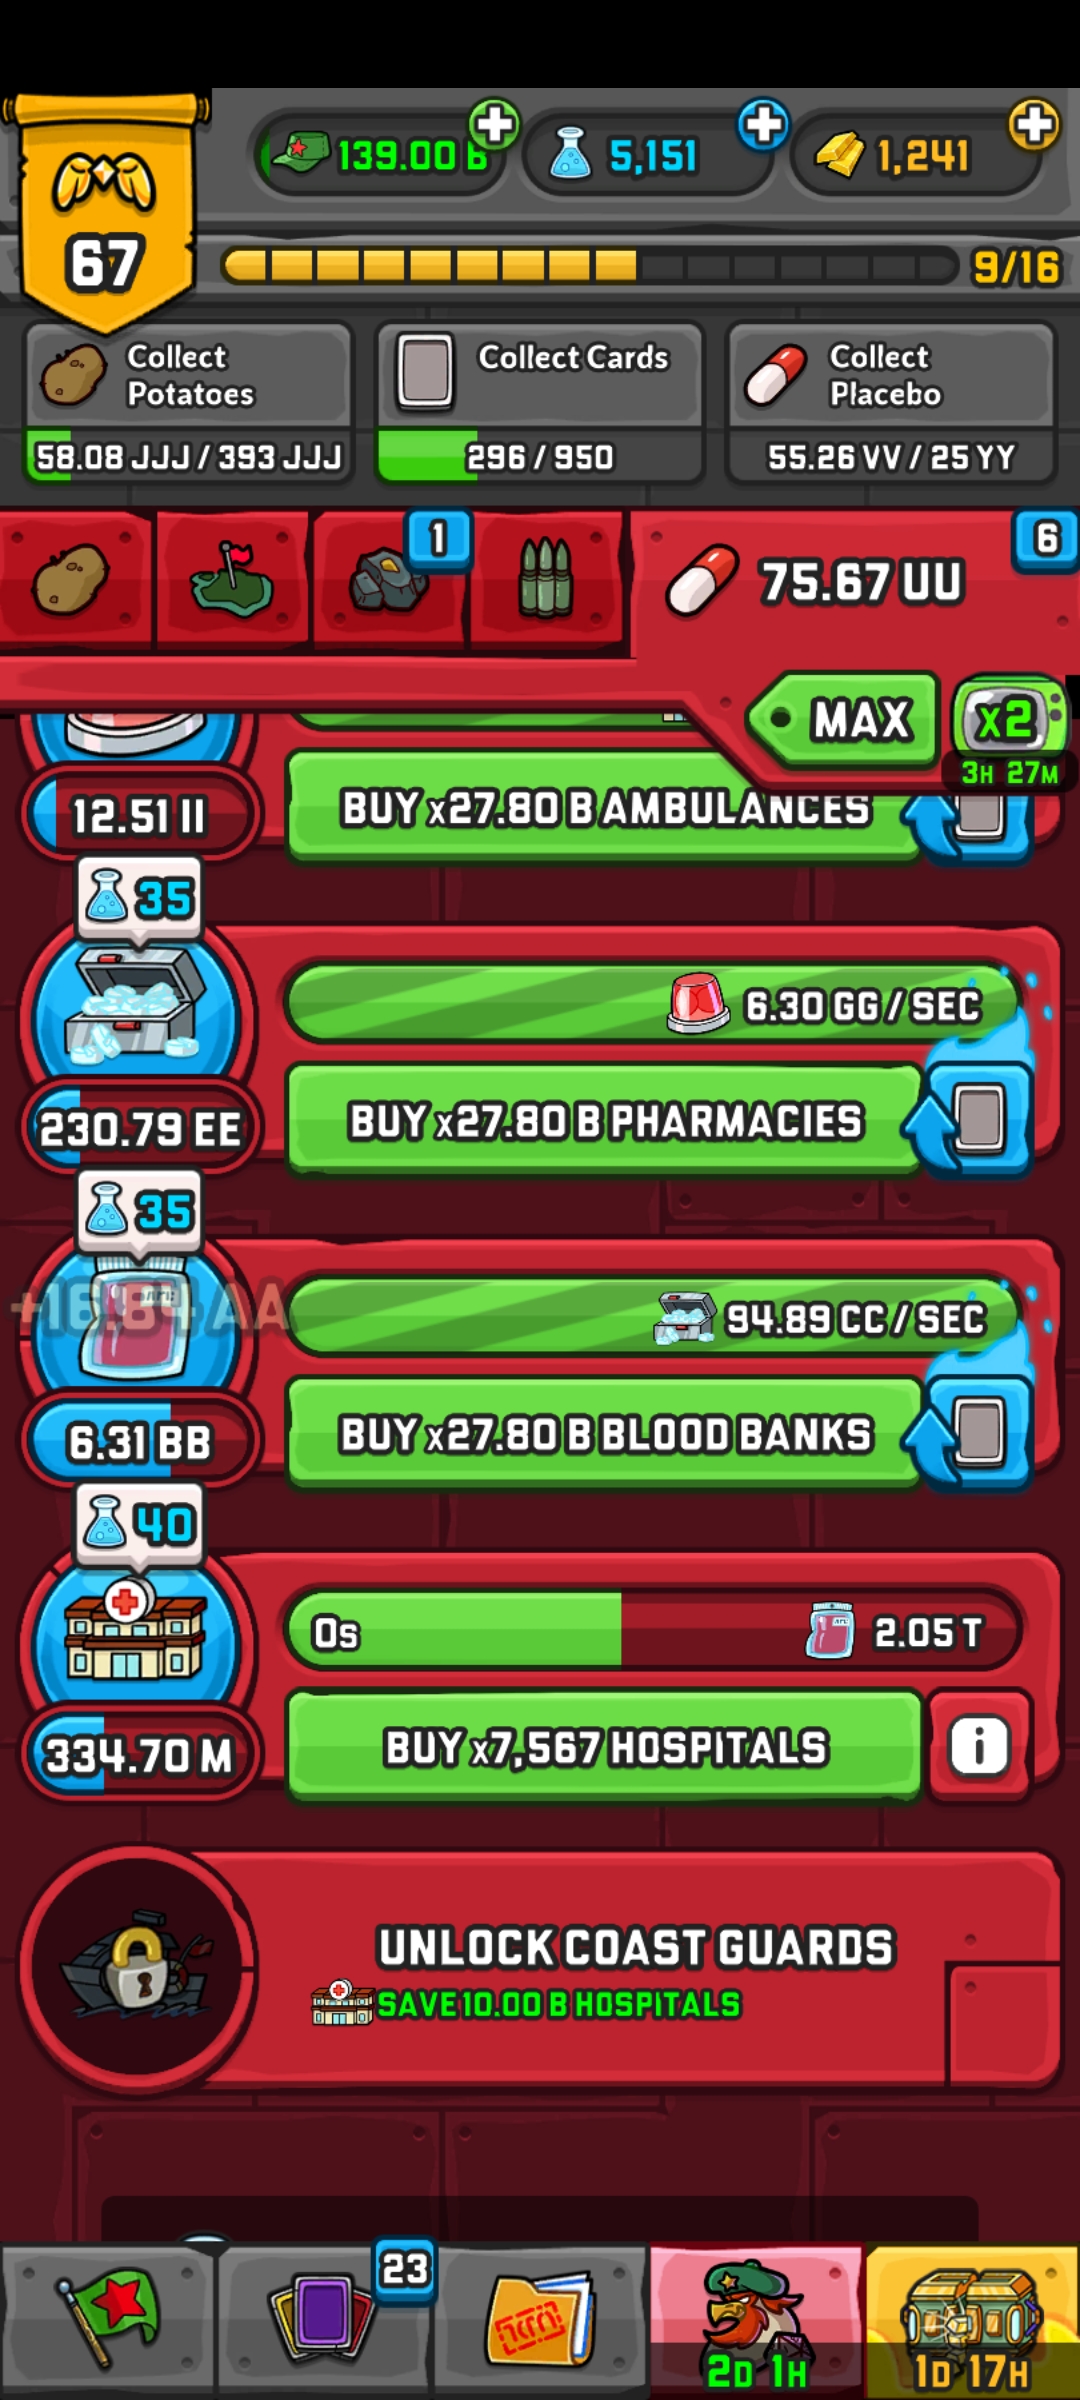 139.00 B
5,151
1,241
67
9/16
Collect
Potatoes
58.08 JJJ / 393 JJJ
Collect Cards
296 / 950
Collect
Placebo
55.26 VV / 25 YY
1
75.67 UU
6
MAX
x2
3H 27M
12.51 II
BUY x27.80 B AMBULANCES
35
6.30 GG / SEC
230.79 EE
BUY x27.80 B PHARMACIES
35
94.89 CC / SEC
6.31 BB
BUY x27.80 B BLOOD BANKS
40
0s
2.05 T
334.70 M
BUY x7,567 HOSPITALS
i
UNLOCK COAST GUARDS
SAVE 10.00 B HOSPITALS
23
2D 1H
1D 17H